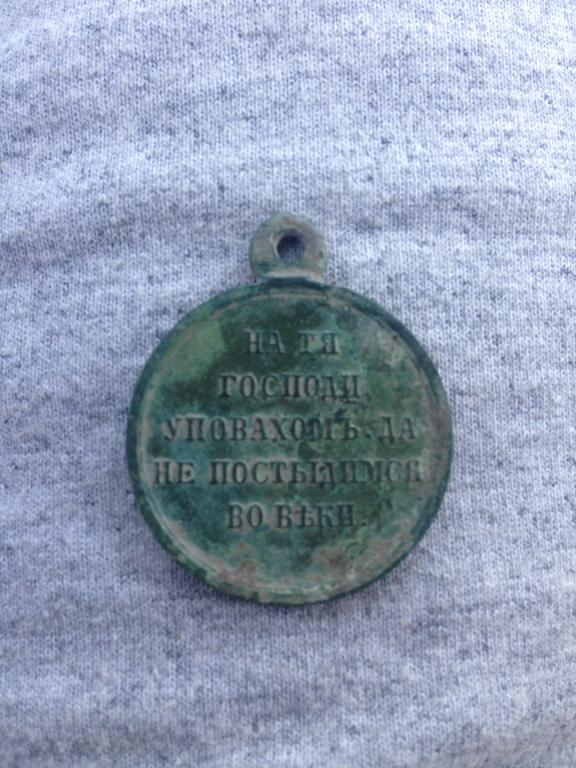 НА ТЯ
ГОСПОДИ
УПОВАХОМЪ·ДА
НЕ ПОСТЫДИМСЯ
ВО ВѢКИ.